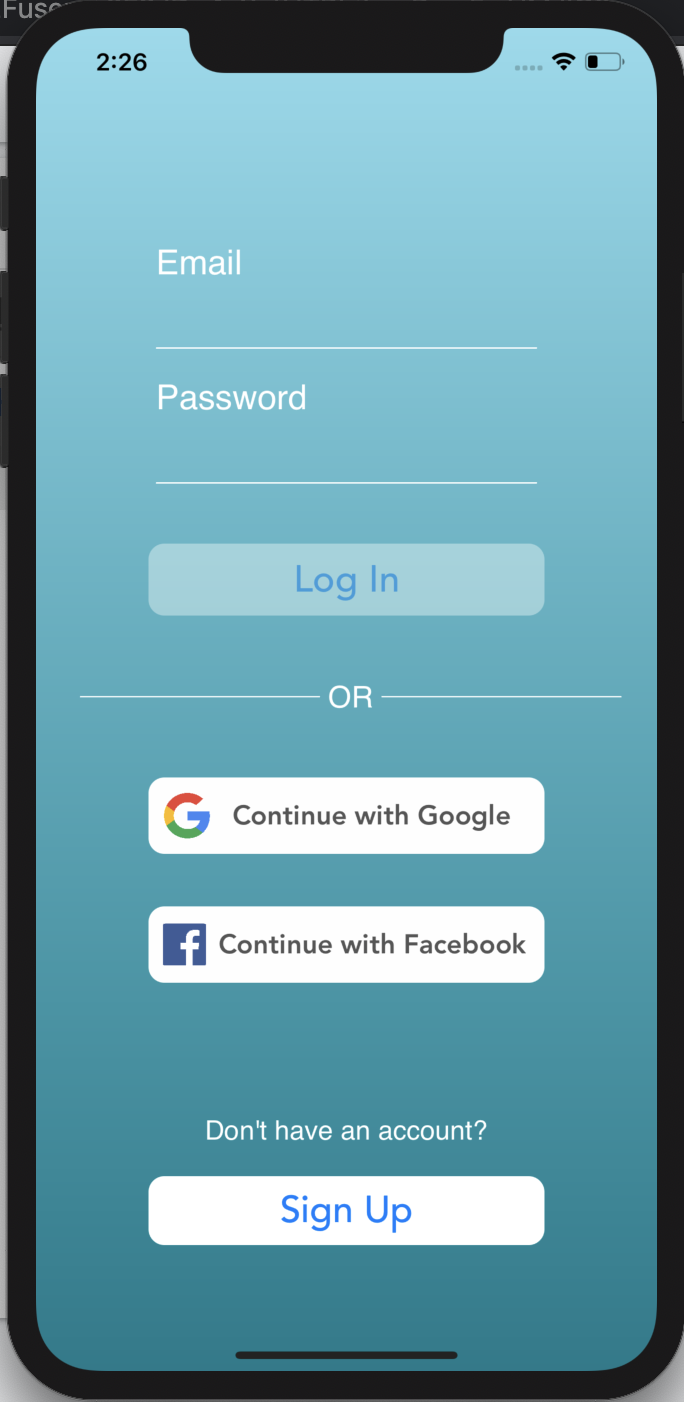 2:26
Email
Password
Log In
OR
Continue with Google
Continue with Facebook
Don't have an account?
Sign Up